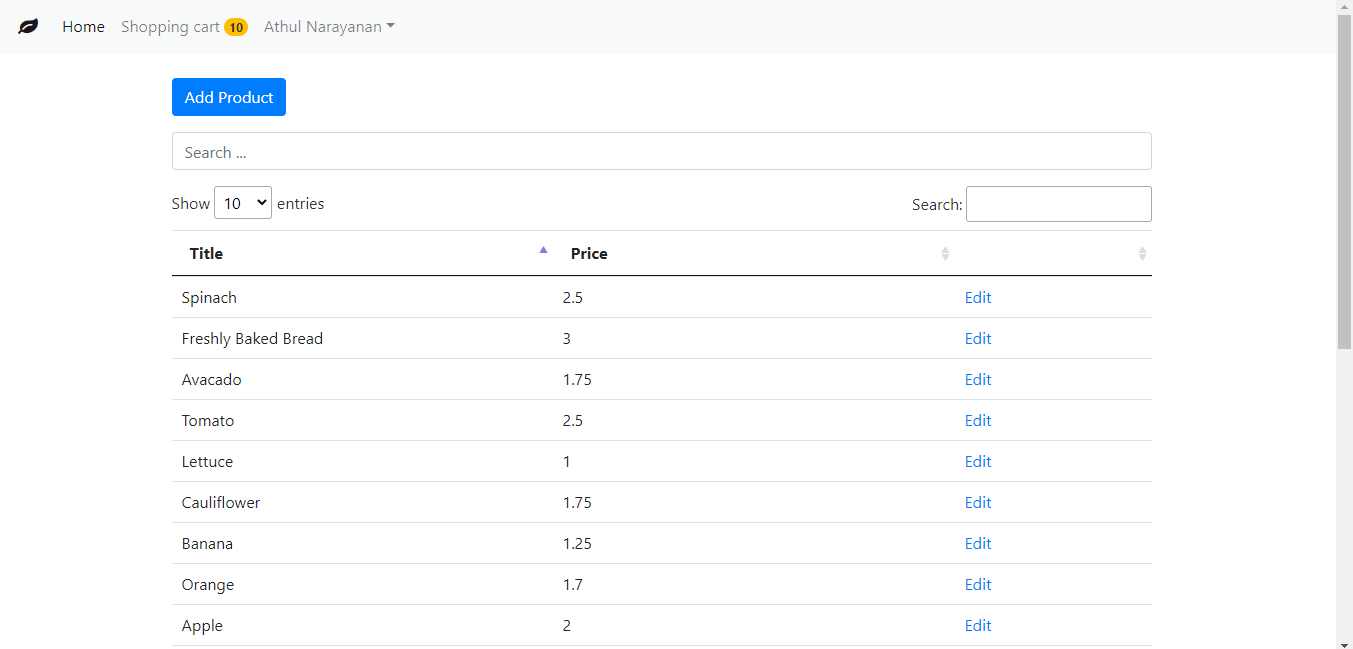 Home Shopping cart 10 Athul Narayanan
Add Product
Search ...
Show 10 entries Search:
Title Price
Spinach 2.5 Edit
Freshly Baked Bread 3 Edit
Avacado 1.75 Edit
Tomato 2.5 Edit
Lettuce 1 Edit
Cauliflower 1.75 Edit
Banana 1.25 Edit
Orange 1.7 Edit
Apple 2 Edit